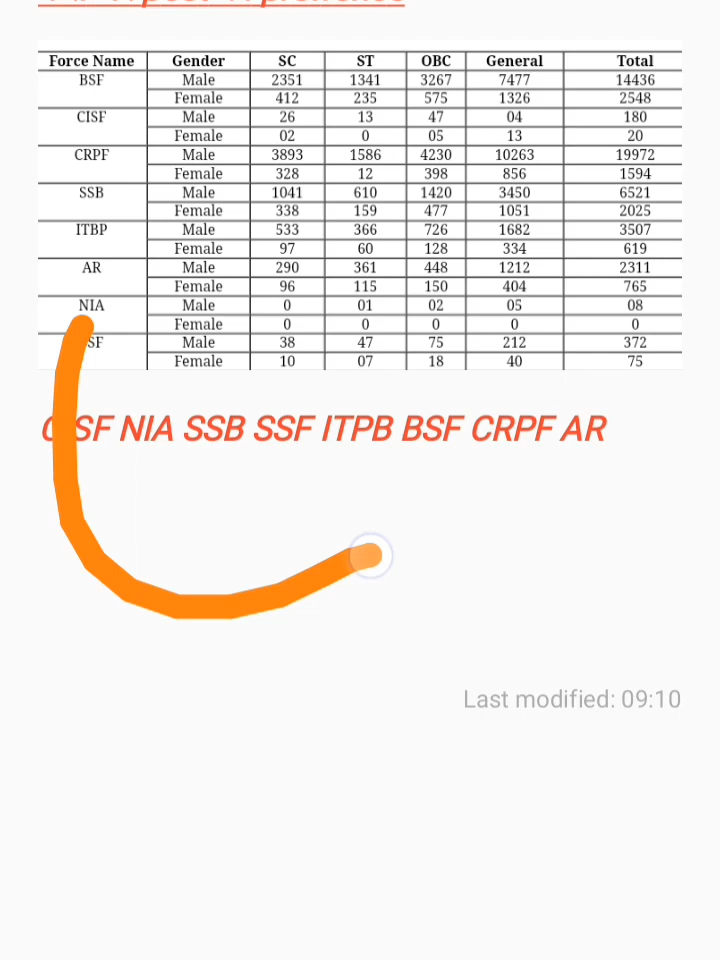 Force Name Gender SC ST OBC General Total
BSF Male 2351 1341 3267 7477 14436
Female 412 235 575 1326 2548
CISF Male 26 13 47 04 180
Female 02 0 05 13 20
CRPF Male 3893 1586 4230 10263 19972
Female 328 12 398 856 1594
SSB Male 1041 610 1420 3450 6521
Female 338 159 477 1051 2025
ITBP Male 533 366 726 1682 3507
Female 97 60 128 334 619
AR Male 290 361 448 1212 2311
Female 96 115 150 404 765
NIA Male 0 01 02 05 08
Female 0 0 0 0 0
SF Male 38 47 75 212 372
Female 10 07 18 40 75
C SF NIA SSB SSF ITPB BSF CRPF AR
Last modified: 09:10